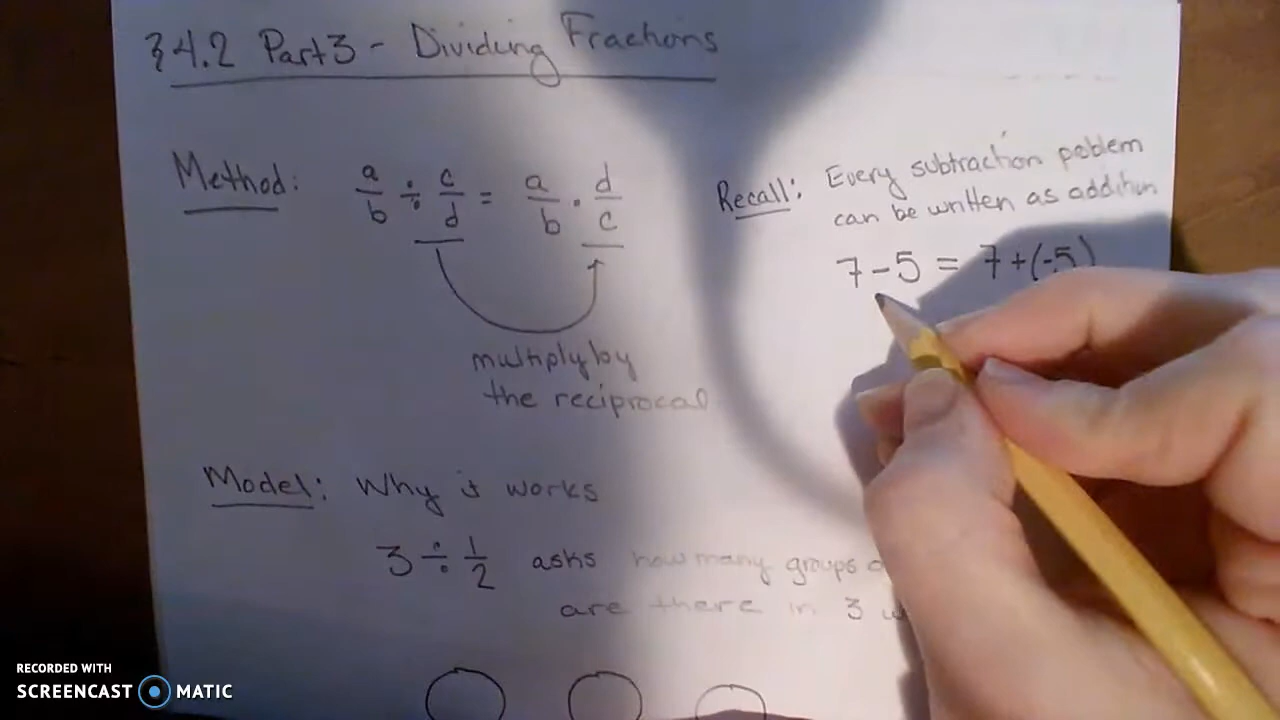 §4.2 Part 3 - Dividing Fractions
Method: a/b ÷ c/d = a/b · d/c
multiply by
the reciprocal
Recall: Every subtraction poblem
can be written as addition
7 - 5 = 7 + (-5)
Model: Why it works
3 ÷ 1/2 asks how many groups
are there in 3
RECORDED WITH
SCREENCAST MATIC